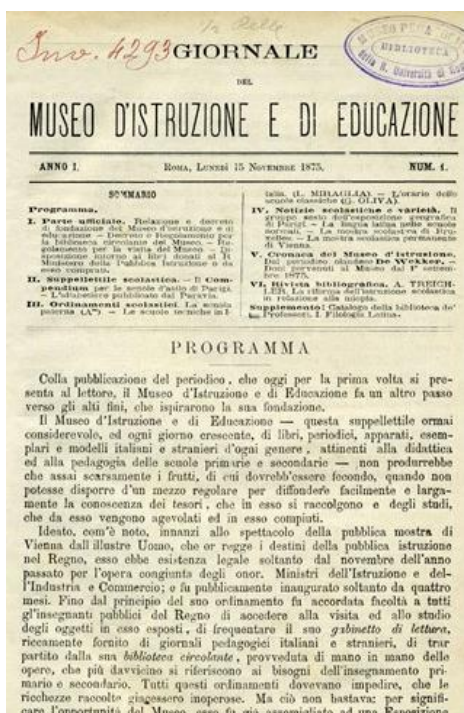 In Pelle
Inv. 4293
GIORNALE
DEL
MUSEO D'ISTRUZIONE E DI EDUCAZIONE
BIBLIOTECA
ANNO I.
ROMA, LUNEDÌ 15 NOVEMBRE 1875.
NUM. 1.
SOMMARIO
Programma.
I. Parte ufficiale. Relazione e decreto
di fondazione del Museo d'istruzione e di
educazione — Decreto e Regolamento per
la biblioteca circolante del Museo. — Re-
golamento per la visita del Museo — Di-
sposizione intorno ai libri donati al R.
Ministero della Pubblica Istruzione o da
esso comprati.
II. Suppellettile scolastica. — Il Com-
pendium per le scuole d'asilo di Parigi.
— L'adsessore pubblicato dal Paravia.
III. Ordinamenti scolastici. La scuola
paterna (A**) — Le scuole tecniche in I-
talia. (L. MIRAGLIA). — L'orario delle
scuole classiche (G. OLIVA).
IV. Notizie scolastiche e varietà. Il
gruppo sesto dell'esposizione geografica
di Parigi. — La lingua latina nelle scuole
normali. — La mostra scolastica di Bru-
xelles — La mostra scolastica permanente
di Vienna.
V. Cronaca del Museo d'istruzione.
Dal periodico olandese De Wekker. —
Doni pervenuti al Museo dal 1° settem-
bre 1875.
VI. Rivista bibliografica. A. TREICH-
LER. La riforma dell'istruzione scolastica
in relazione alla miopia.
Supplemento: Catalogo della biblioteca de'
Professori. I. Filologia Latina.
PROGRAMMA
Colla pubblicazione del periodico, che oggi per la prima volta si pre-
senta al lettore, il Museo d'Istruzione e di Educazione fa un altro passo
verso gli alti fini, che ispirarono la sua fondazione.
Il Museo d'Istruzione e di Educazione — questa suppellettile ormai
considerevole, ed ogni giorno crescente, di libri, periodici, apparati, esem-
plari e modelli italiani e stranieri d'ogni genere, attinenti alla didattica
ed alla pedagogia delle scuole primarie e secondarie — non produrrebbe
che assai scarsamente i frutti, di cui dovrebb'essere fecondo, quando non
potesse disporre d'un mezzo regolare per diffondere facilmente e larga-
mente la conoscenza dei tesori, che in esso si raccolgono e degli studi,
che da esso vengono agevolati ed in esso compiuti.
Ideato, com'è noto, innanzi allo spettacolo della pubblica mostra di
Vienna dall'illustre Uomo, che or regge i destini della pubblica istruzione
nel Regno, esso ebbe esistenza legale soltanto dal novembre dell'anno
passato per l'opera congiunta degli onor. Ministri dell'Istruzione e del-
l'Industria e Commercio; e fu pubblicamente inaugurato soltanto da quattro
mesi. Fino dal principio del suo ordinamento fu accordata facoltà a tutti
gl'insegnanti pubblici del Regno di accedere alla visita ed allo studio
degli oggetti in esso esposti, di frequentare il suo gabinetto di lettura,
riccamente fornito di giornali pedagogici italiani e stranieri, di trar
partito dalla sua biblioteca circolante, provveduta di mano in mano delle
opere, che più davvicino si riferiscono ai bisogni dell'insegnamento pri-
mario e secondario. Tutti questi ordinamenti dovevano impedire, che le
ricchezze raccolte giagessero inoperose. Ma ciò non bastava: per signifi-
care l'opportunità del Museo, esso fu già assomigliato ad una Esposizione